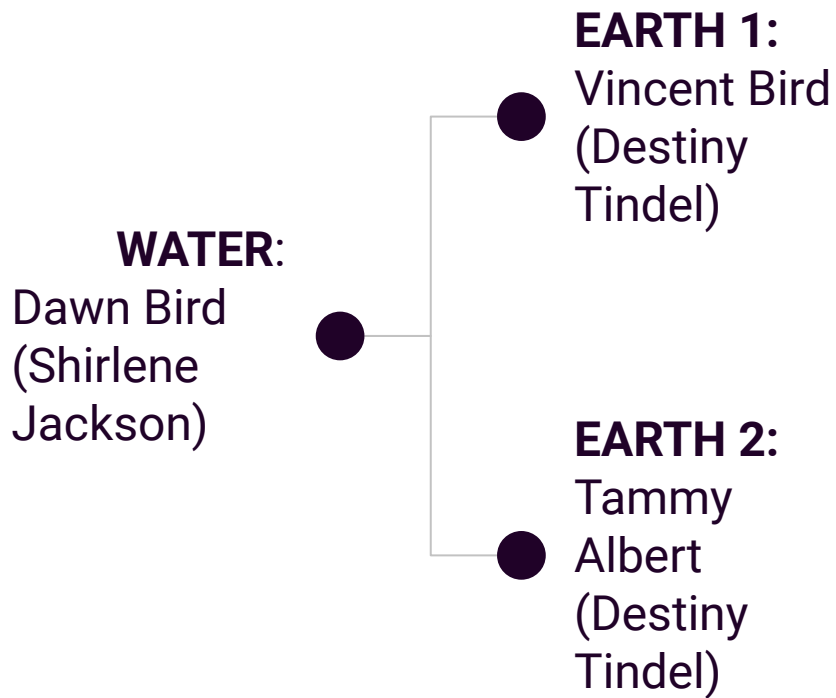 EARTH 1:
Vincent Bird
(Destiny
Tindel)
WATER:
Dawn Bird
(Shirlene
Jackson)
EARTH 2:
Tammy
Albert
(Destiny
Tindel)